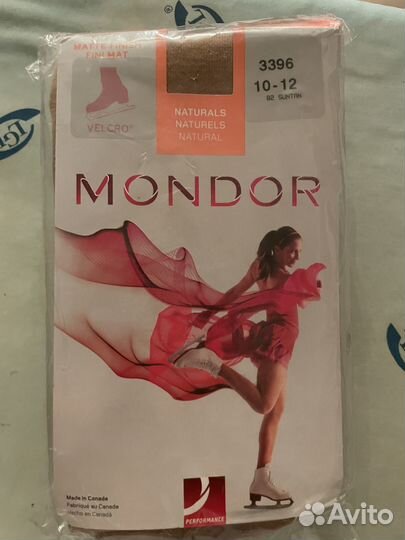 MATTE FINISH
FINI MAT
VELCRO®
NATURALS
NATURELS
NATURAL
3396
10-12
82 SUNTAN
MONDOR
Made in Canada
Fabriqué au Canada
Hecho en Canadá
PERFORMANCE
Avito